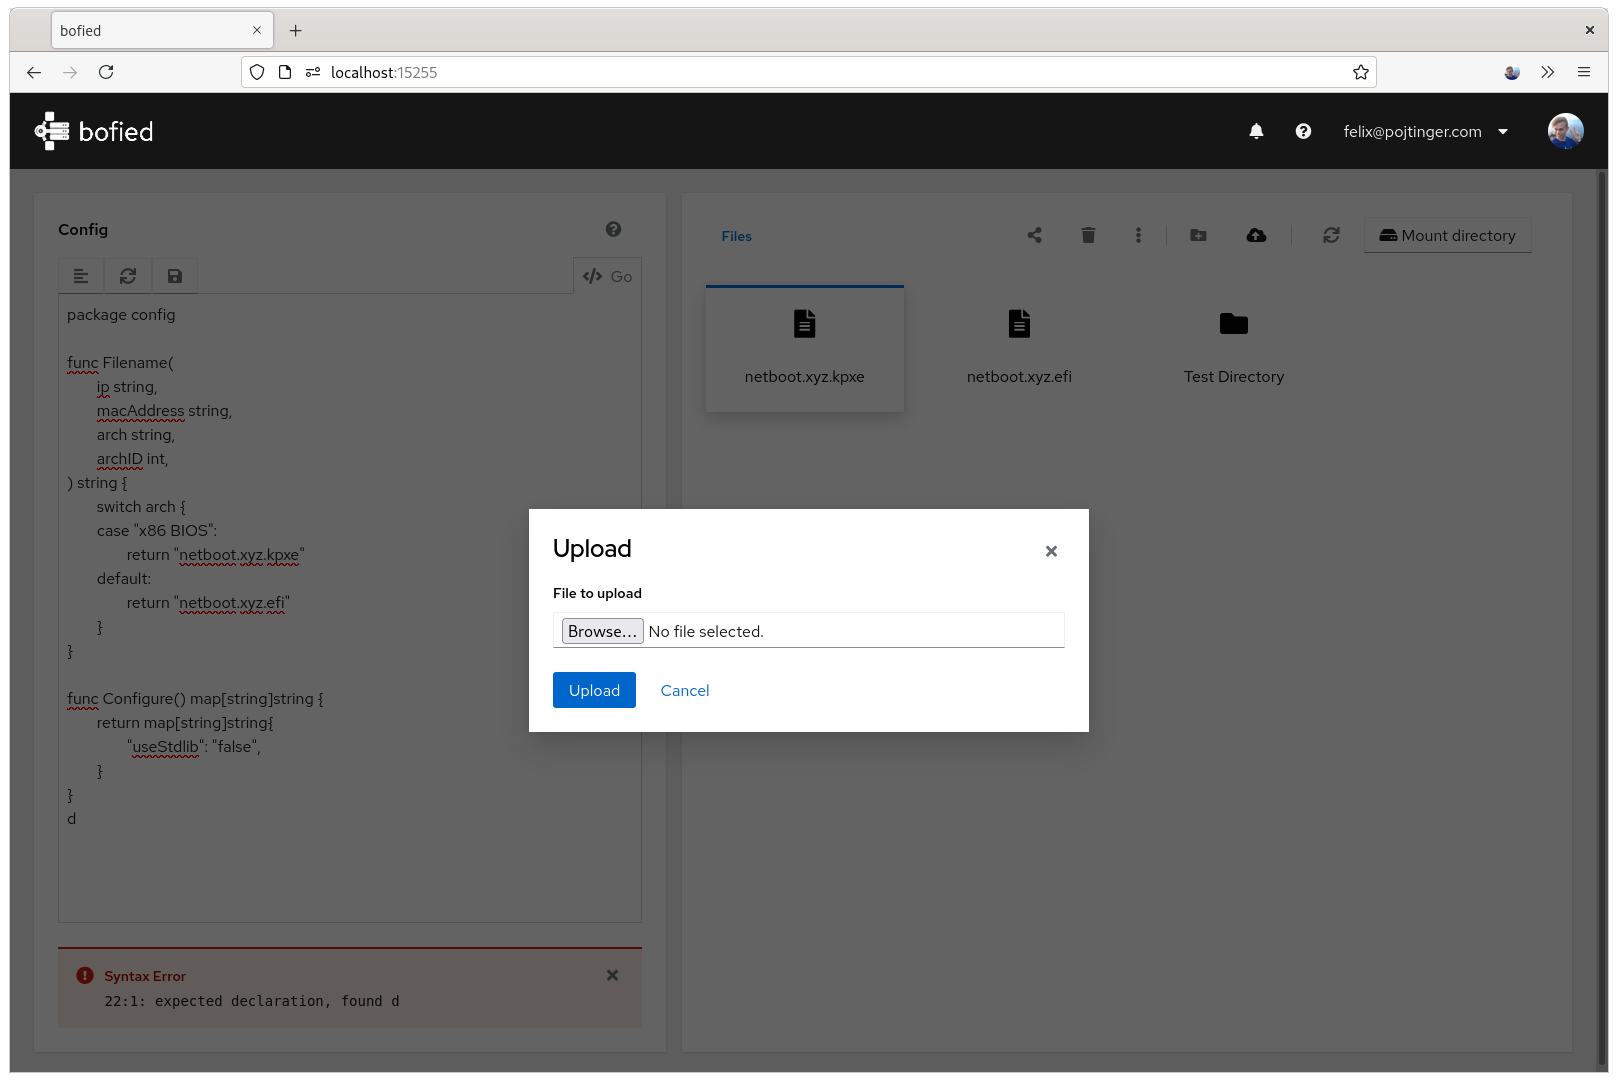 bofied
localhost:15255
bofied
felix@pojtinger.com
Config
Go
package config
func Filename(
ip string,
macAddress string,
arch string,
archID int,
) string {
switch arch {
case "x86 BIOS":
return "netboot.xyz.kpxe"
default:
return "netboot.xyz.efi"
}
}
func Configure() map[string]string {
return map[string]string{
"useStdlib": "false",
}
}
d
Syntax Error
22:1: expected declaration, found d
Files
Mount directory
netboot.xyz.kpxe
netboot.xyz.efi
Test Directory
Upload
File to upload
Browse... No file selected.
Upload
Cancel